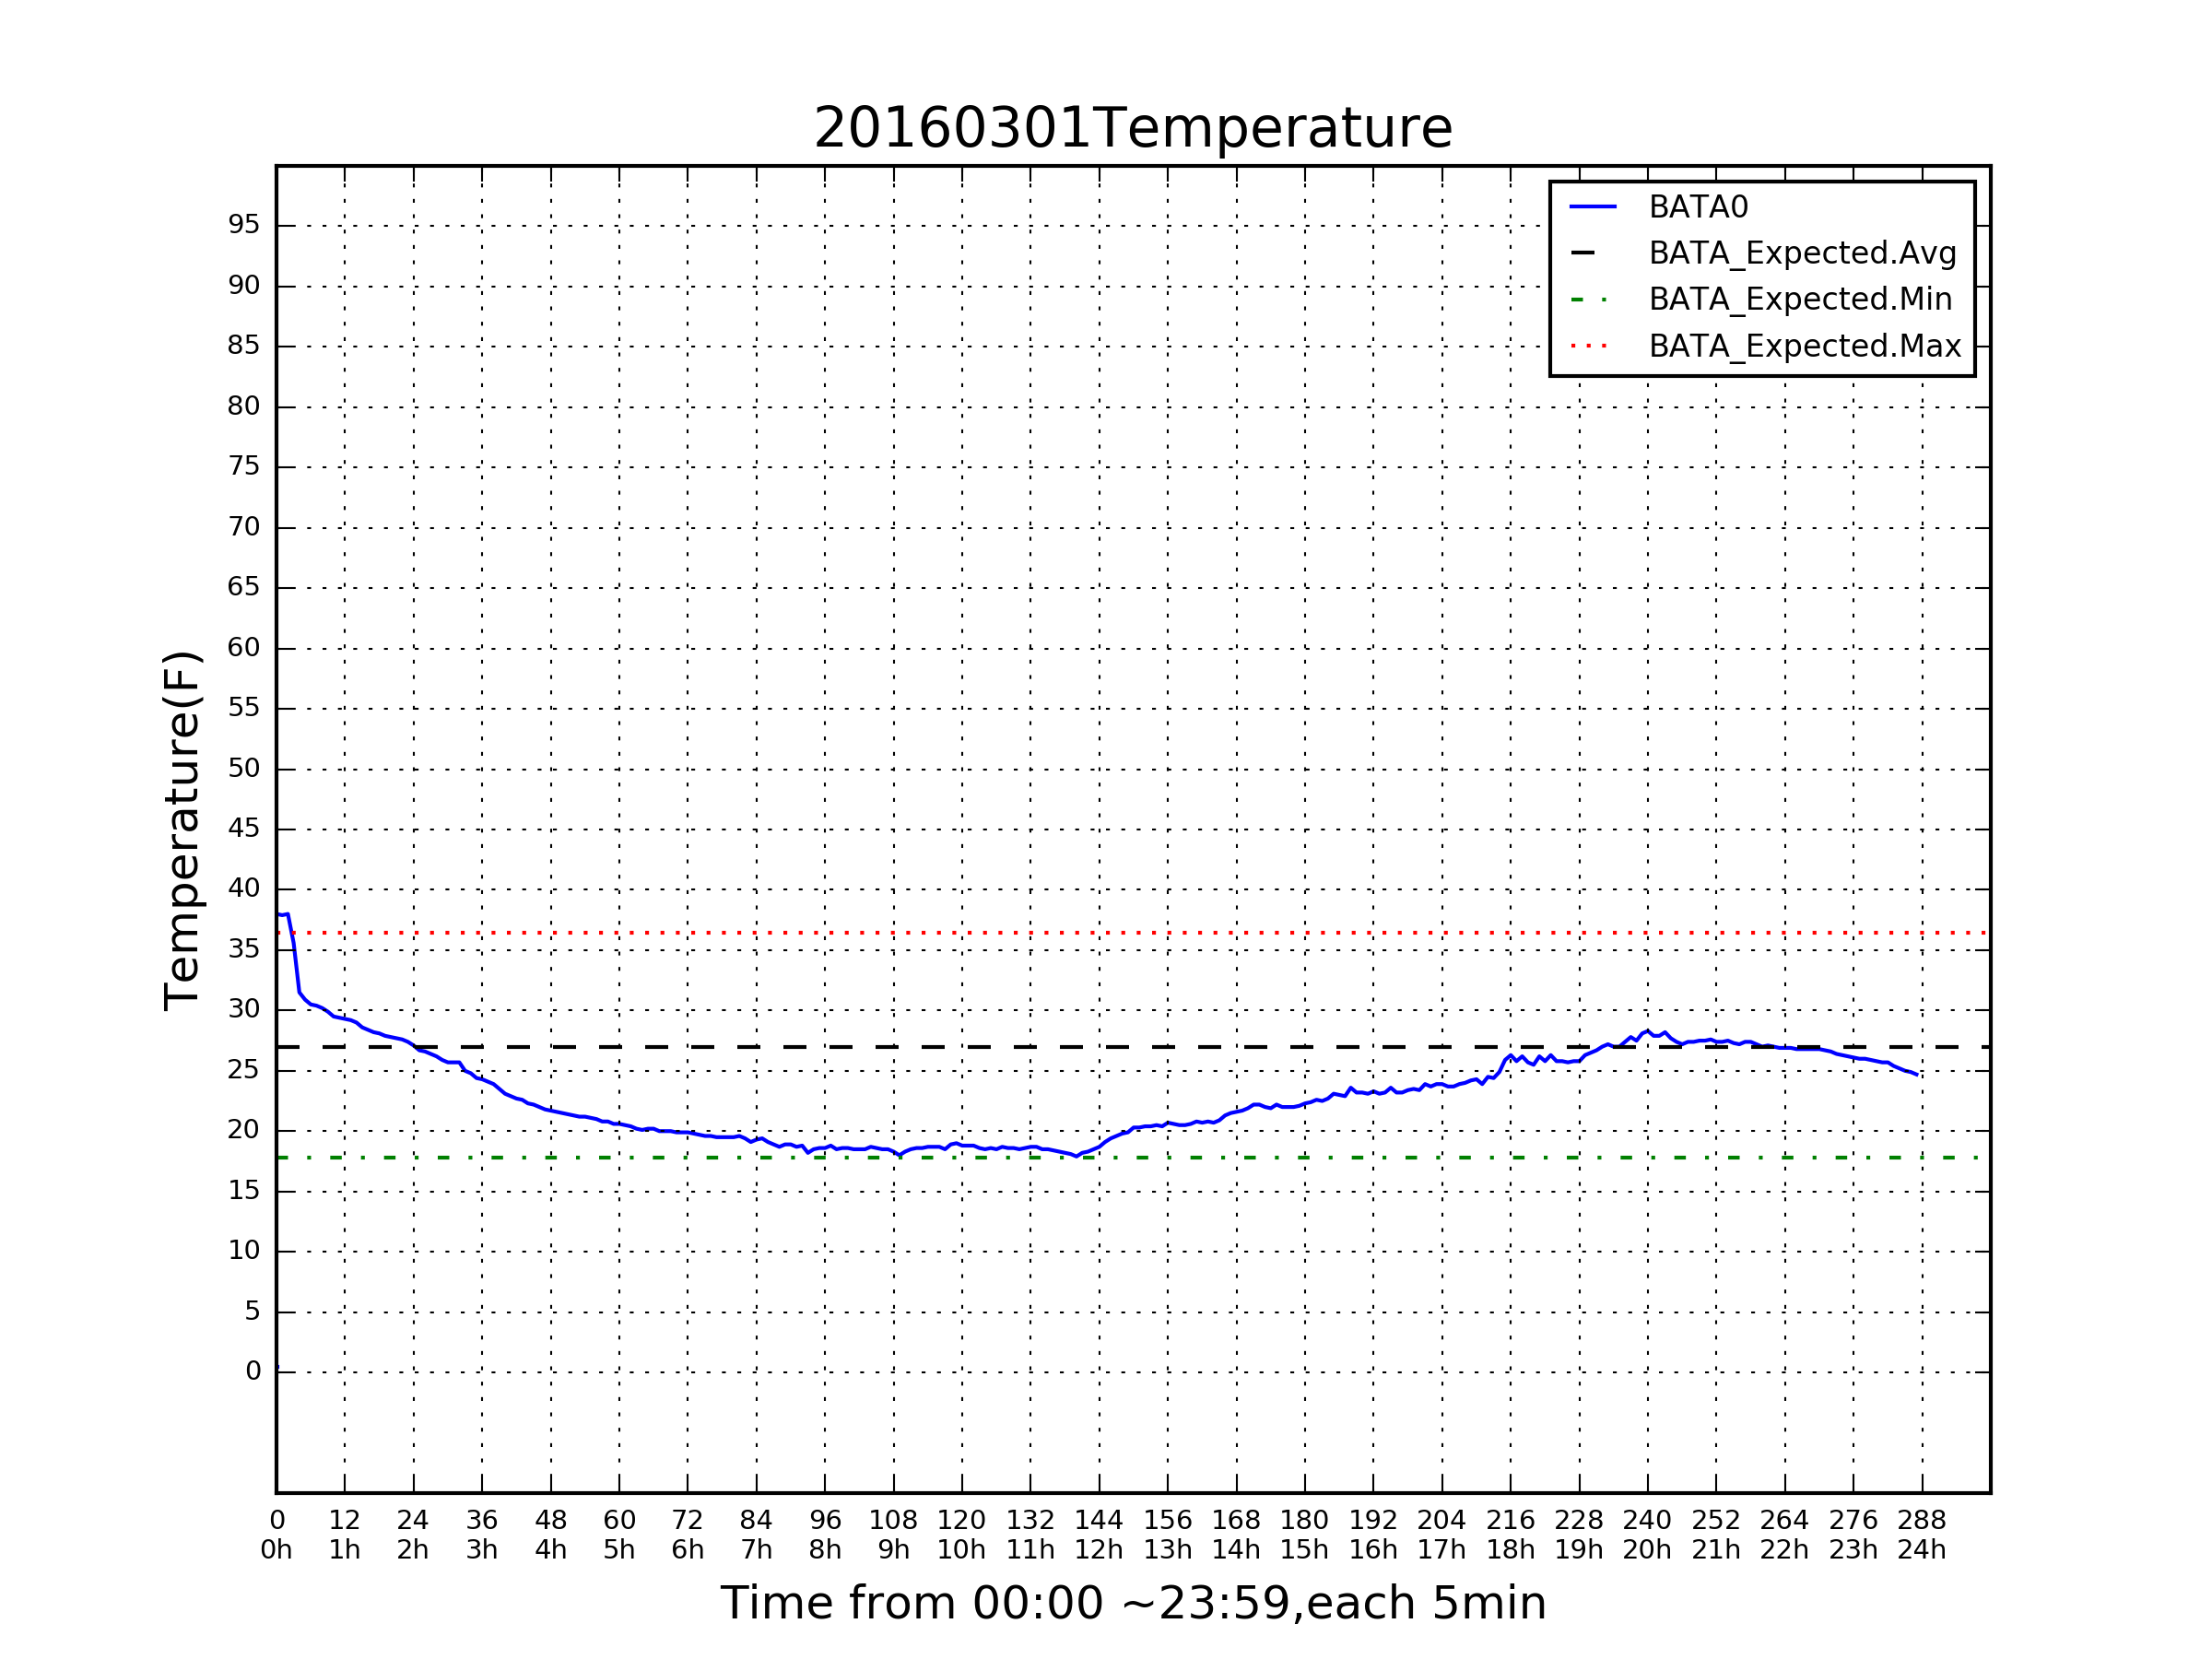 20160301Temperature
BATA0
BATA_Expected.Avg
BATA_Expected.Min
BATA_Expected.Max
Temperature(F)
95
90
85
80
75
70
65
60
55
50
45
40
35
30
25
20
15
10
5
0
0 12 24 36 48 60 72 84 96 108 120 132 144 156 168 180 192 204 216 228 240 252 264 276 288
0h 1h 2h 3h 4h 5h 6h 7h 8h 9h 10h 11h 12h 13h 14h 15h 16h 17h 18h 19h 20h 21h 22h 23h 24h
Time from 00:00 ~23:59,each 5min